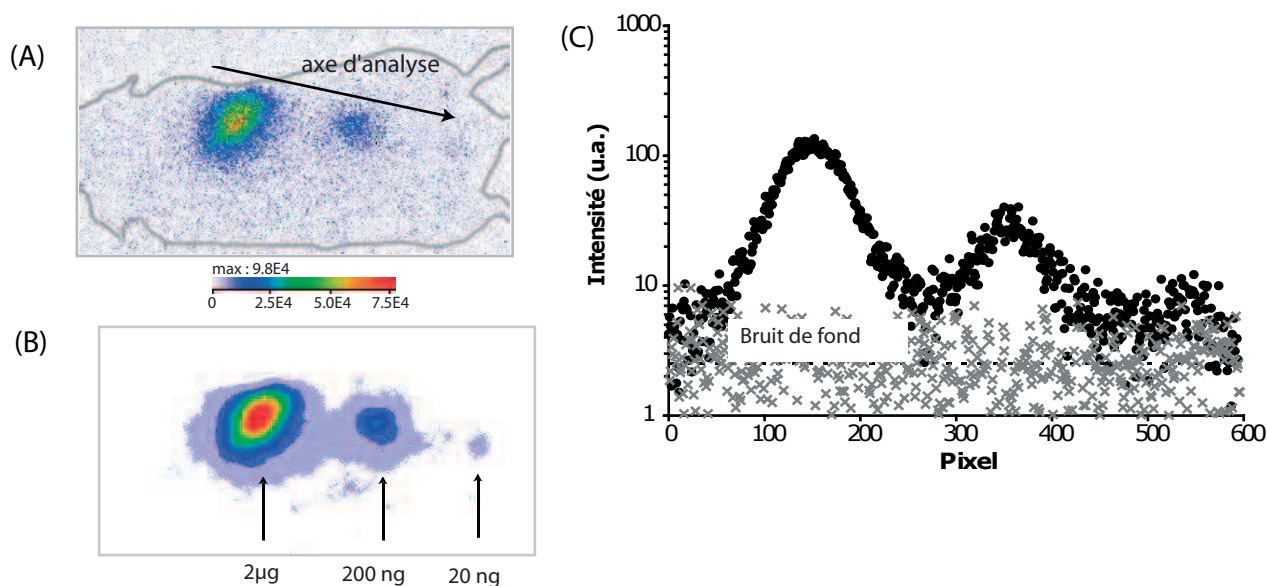 (A)
axe d'analyse
max : 9.8E4
0 2.5E4 5.0E4 7.5E4
(B)
2µg 200 ng 20 ng
(C)
Intensité (u.a.)
1000
100
10
1
Bruit de fond
0 100 200 300 400 500 600
Pixel